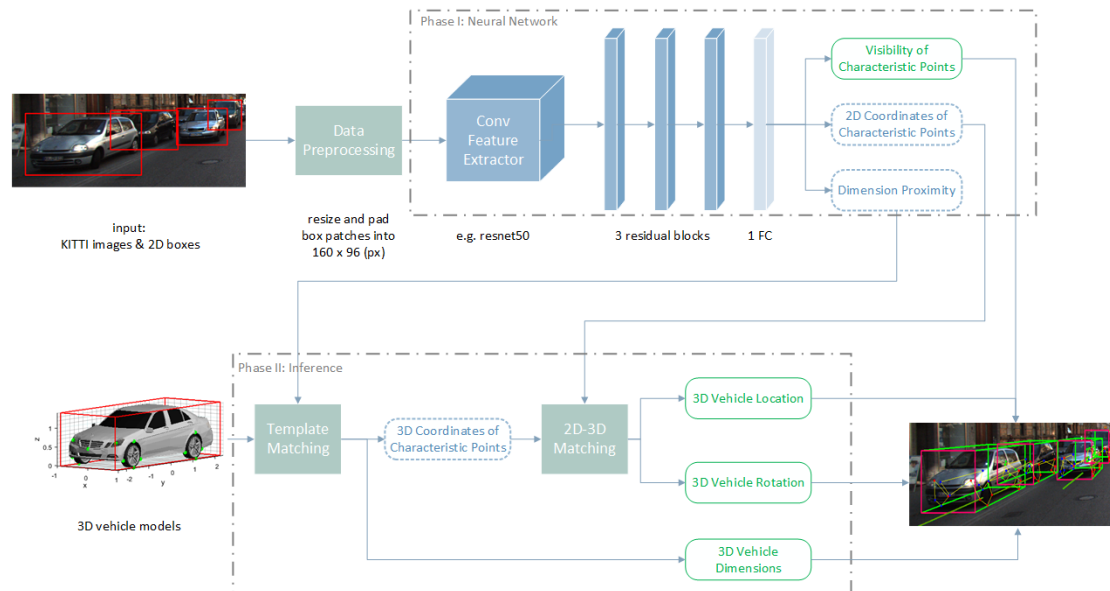 Phase I: Neural Network
Visibility of
Characteristic Points
2D Coordinates of
Characteristic Points
Dimension Proximity
Conv
Feature
Extractor
Data
Preprocessing
input:
KITTI images & 2D boxes
resize and pad
box patches into
160 x 96 (px)
e.g. resnet50
3 residual blocks
1 FC
Phase II: Inference
Template
Matching
3D Coordinates of
Characteristic Points
2D-3D
Matching
3D Vehicle Location
3D Vehicle Rotation
3D Vehicle
Dimensions
z
1
0.5
0
-1
0
1
x
-2
-1
0
1
2
y
3D vehicle models